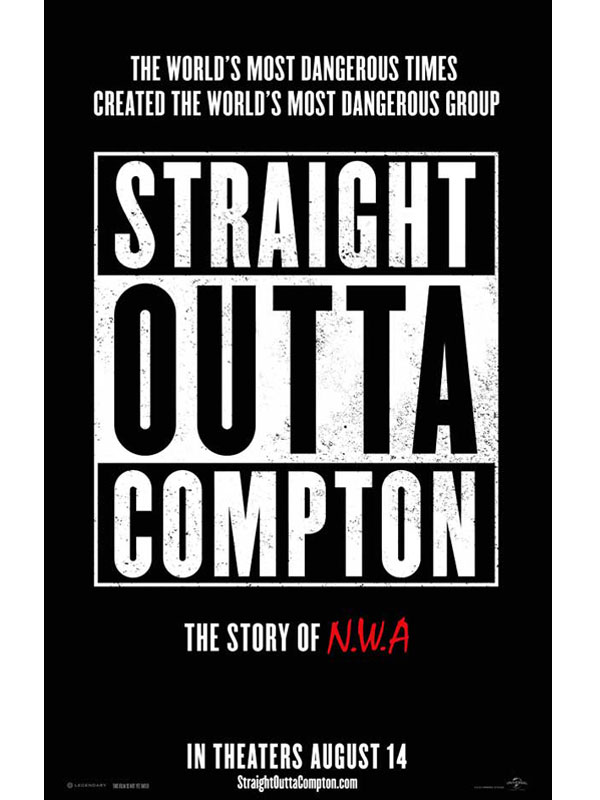 THE WORLD'S MOST DANGEROUS TIMES
CREATED THE WORLD'S MOST DANGEROUS GROUP
STRAIGHT
OUTTA
COMPTON
THE STORY OF N.W.A
IN THEATERS AUGUST 14
StraightOuttaCompton.com
LEGENDARY